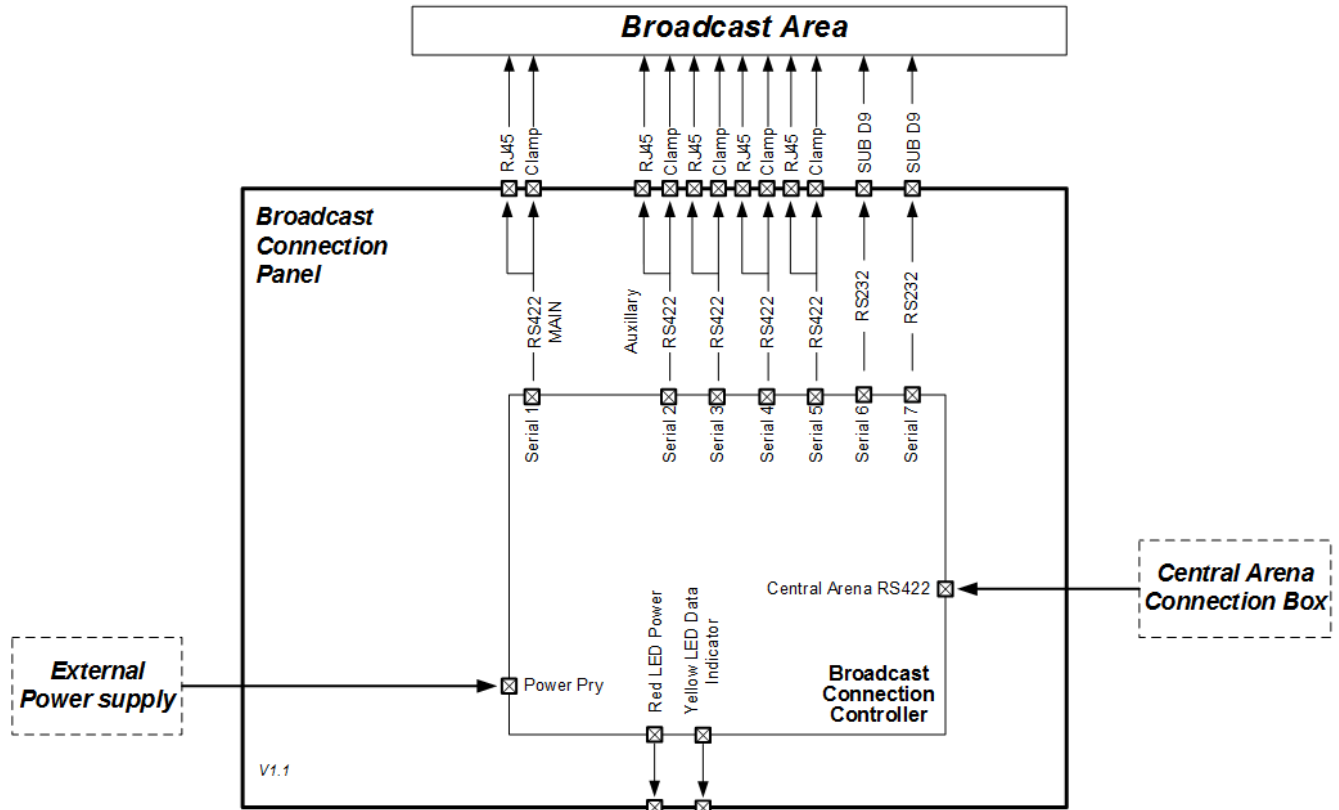 Broadcast Area
RJ45
Clamp
RJ45
Clamp
RJ45
Clamp
RJ45
Clamp
RJ45
Clamp
SUB D9
SUB D9
Broadcast
Connection
Panel
RS422
MAIN
Auxillary
RS422
RS422
RS422
RS422
RS232
RS232
Serial 1
Serial 2
Serial 3
Serial 4
Serial 5
Serial 6
Serial 7
Central Arena RS422
Central Arena
Connection Box
External
Power supply
Power Pry
Red LED Power
Yellow LED Data
Indicator
Broadcast
Connection
Controller
V1.1